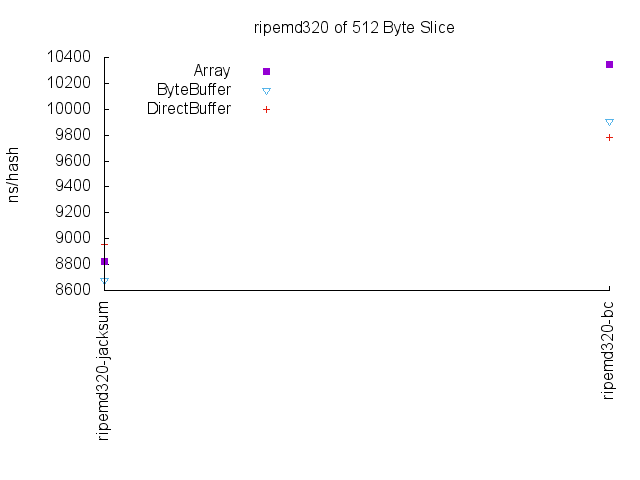 ripemd320 of 512 Byte Slice
ns/hash
10400
10200
10000
9800
9600
9400
9200
9000
8800
8600
Array
ByteBuffer
DirectBuffer
ripemd320-jacksum
ripemd320-bc